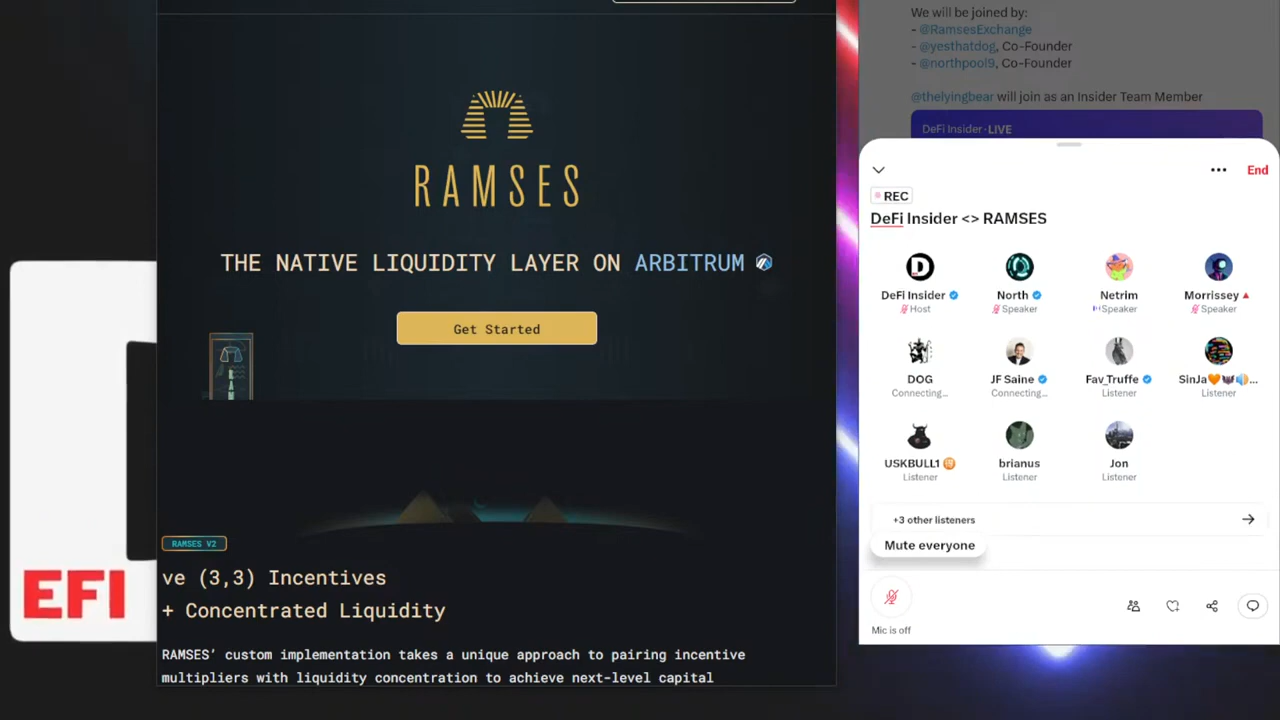 RAMSES
THE NATIVE LIQUIDITY LAYER ON ARBITRUM
Get Started
RAMSES V2
ve (3,3) Incentives
+ Concentrated Liquidity
RAMSES’ custom implementation takes a unique approach to pairing incentive
multipliers with liquidity concentration to achieve next-level capital
EFI
We will be joined by:
- @RamsesExchange
- @yesthatdog, Co-Founder
- @northpool9, Co-Founder
@thelyingbear will join as an Insider Team Member
DeFi Insider · LIVE
End
REC
DeFi Insider <> RAMSES
DeFi Insider North Netrim Morrissey
Host Speaker Speaker Speaker
DOG JF Saine Fav_Truffe SinJa🧡...
Connecting... Connecting... Listener Listener
USKBULL1 brianus Jon
Listener Listener Listener
+3 other listeners
Mute everyone
Mic is off